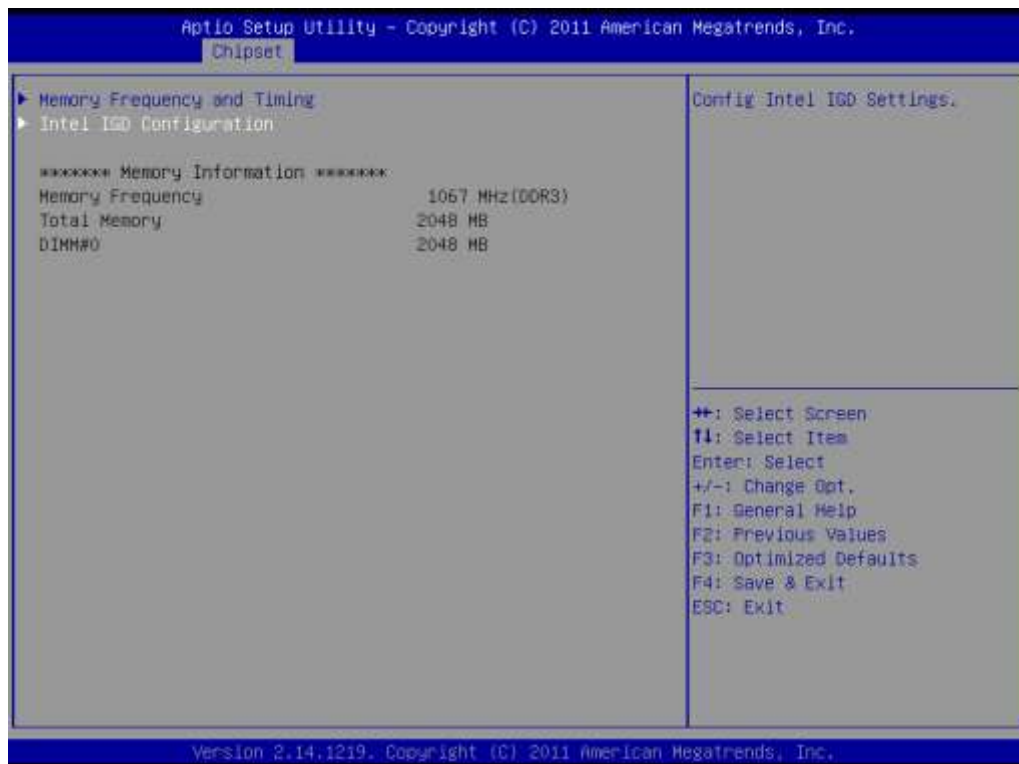 Aptio Setup Utility - Copyright (C) 2011 American Megatrends, Inc.
Chipset
Memory Frequency and Timing
Intel IGD Configuration
******* Memory Information *******
Memory Frequency 1067 MHz(DDR3)
Total Memory 2048 MB
DIMM#0 2048 MB
Config Intel IGD Settings.
→←: Select Screen
↑↓: Select Item
Enter: Select
+/-: Change Opt.
F1: General Help
F2: Previous Values
F3: Optimized Defaults
F4: Save & Exit
ESC: Exit
Version 2.14.1219. Copyright (C) 2011 American Megatrends, Inc.